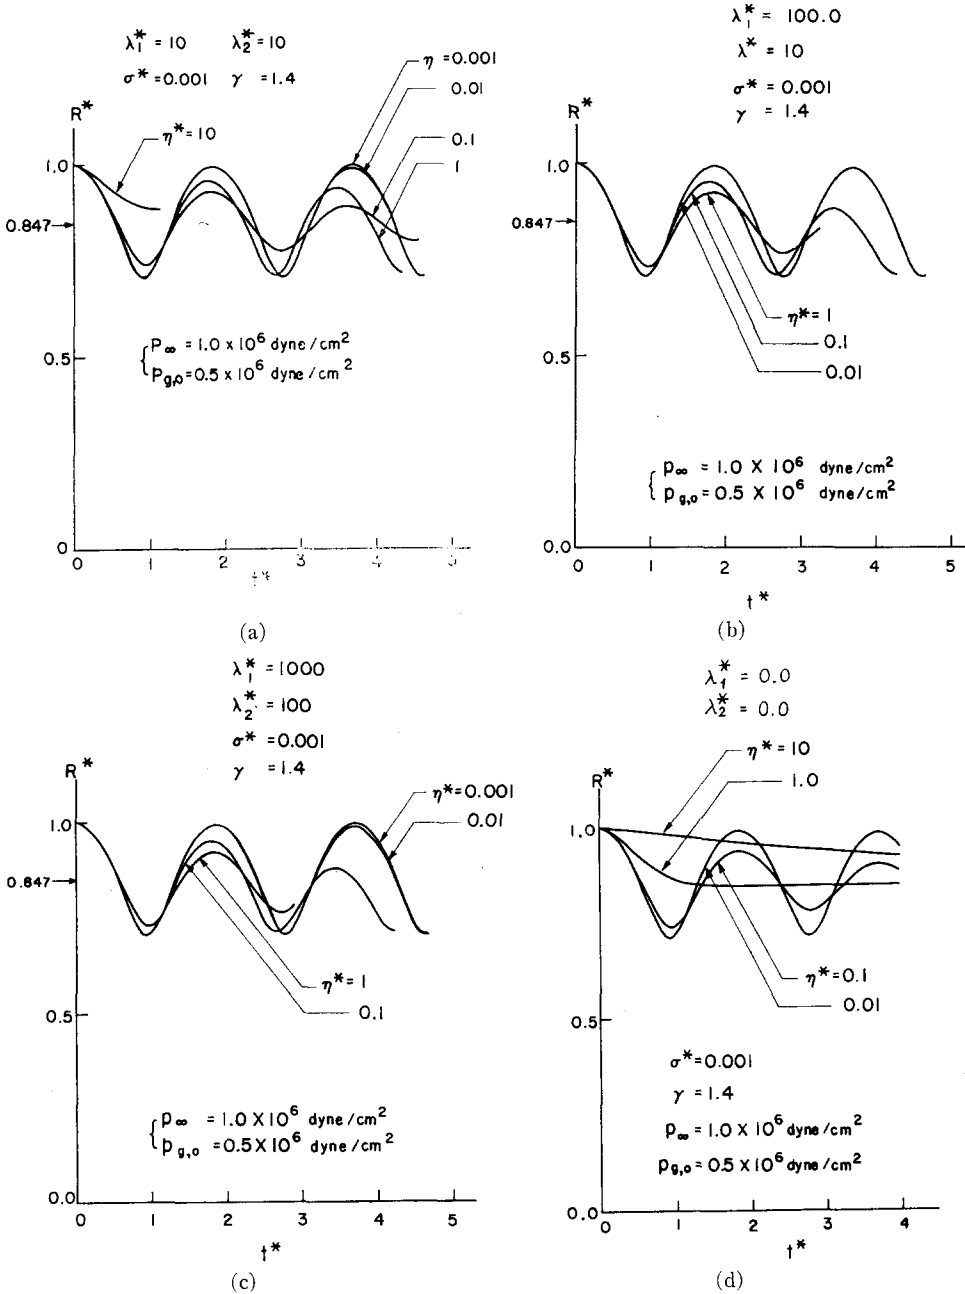 λ₁* = 10 λ₂* = 10
σ* = 0.001 γ = 1.4
R*
η = 0.001
0.01
0.1
1
η* = 10
1.0
0.847
0.5
0
{ P∞ = 1.0 x 10⁶ dyne/cm²
P_g,o = 0.5 x 10⁶ dyne/cm²
0 1 2 3 4 5
t*
(a)
λ₁* = 100.0
λ* = 10
σ* = 0.001
γ = 1.4
R*
1.0
0.847
0.5
0.0
η* = 1
0.1
0.01
{ P∞ = 1.0 X 10⁶ dyne/cm²
P_g,o = 0.5 X 10⁶ dyne/cm²
0 1 2 3 4 5
t*
(b)
λ₁* = 1000
λ₂* = 100
σ* = 0.001
γ = 1.4
R*
η* = 0.001
0.01
1.0
0.847
0.5
0.0
η* = 1
0.1
{ P∞ = 1.0 X 10⁶ dyne/cm²
P_g,o = 0.5 X 10⁶ dyne/cm²
0 1 2 3 4 5
t*
(c)
λ₁* = 0.0
λ₂* = 0.0
η* = 10
1.0
R*
1.0
0.5
0.0
η* = 0.1
0.01
σ* = 0.001
γ = 1.4
P∞ = 1.0 X 10⁶ dyne/cm²
P_g,o = 0.5 X 10⁶ dyne/cm²
0 1 2 3 4
t*
(d)